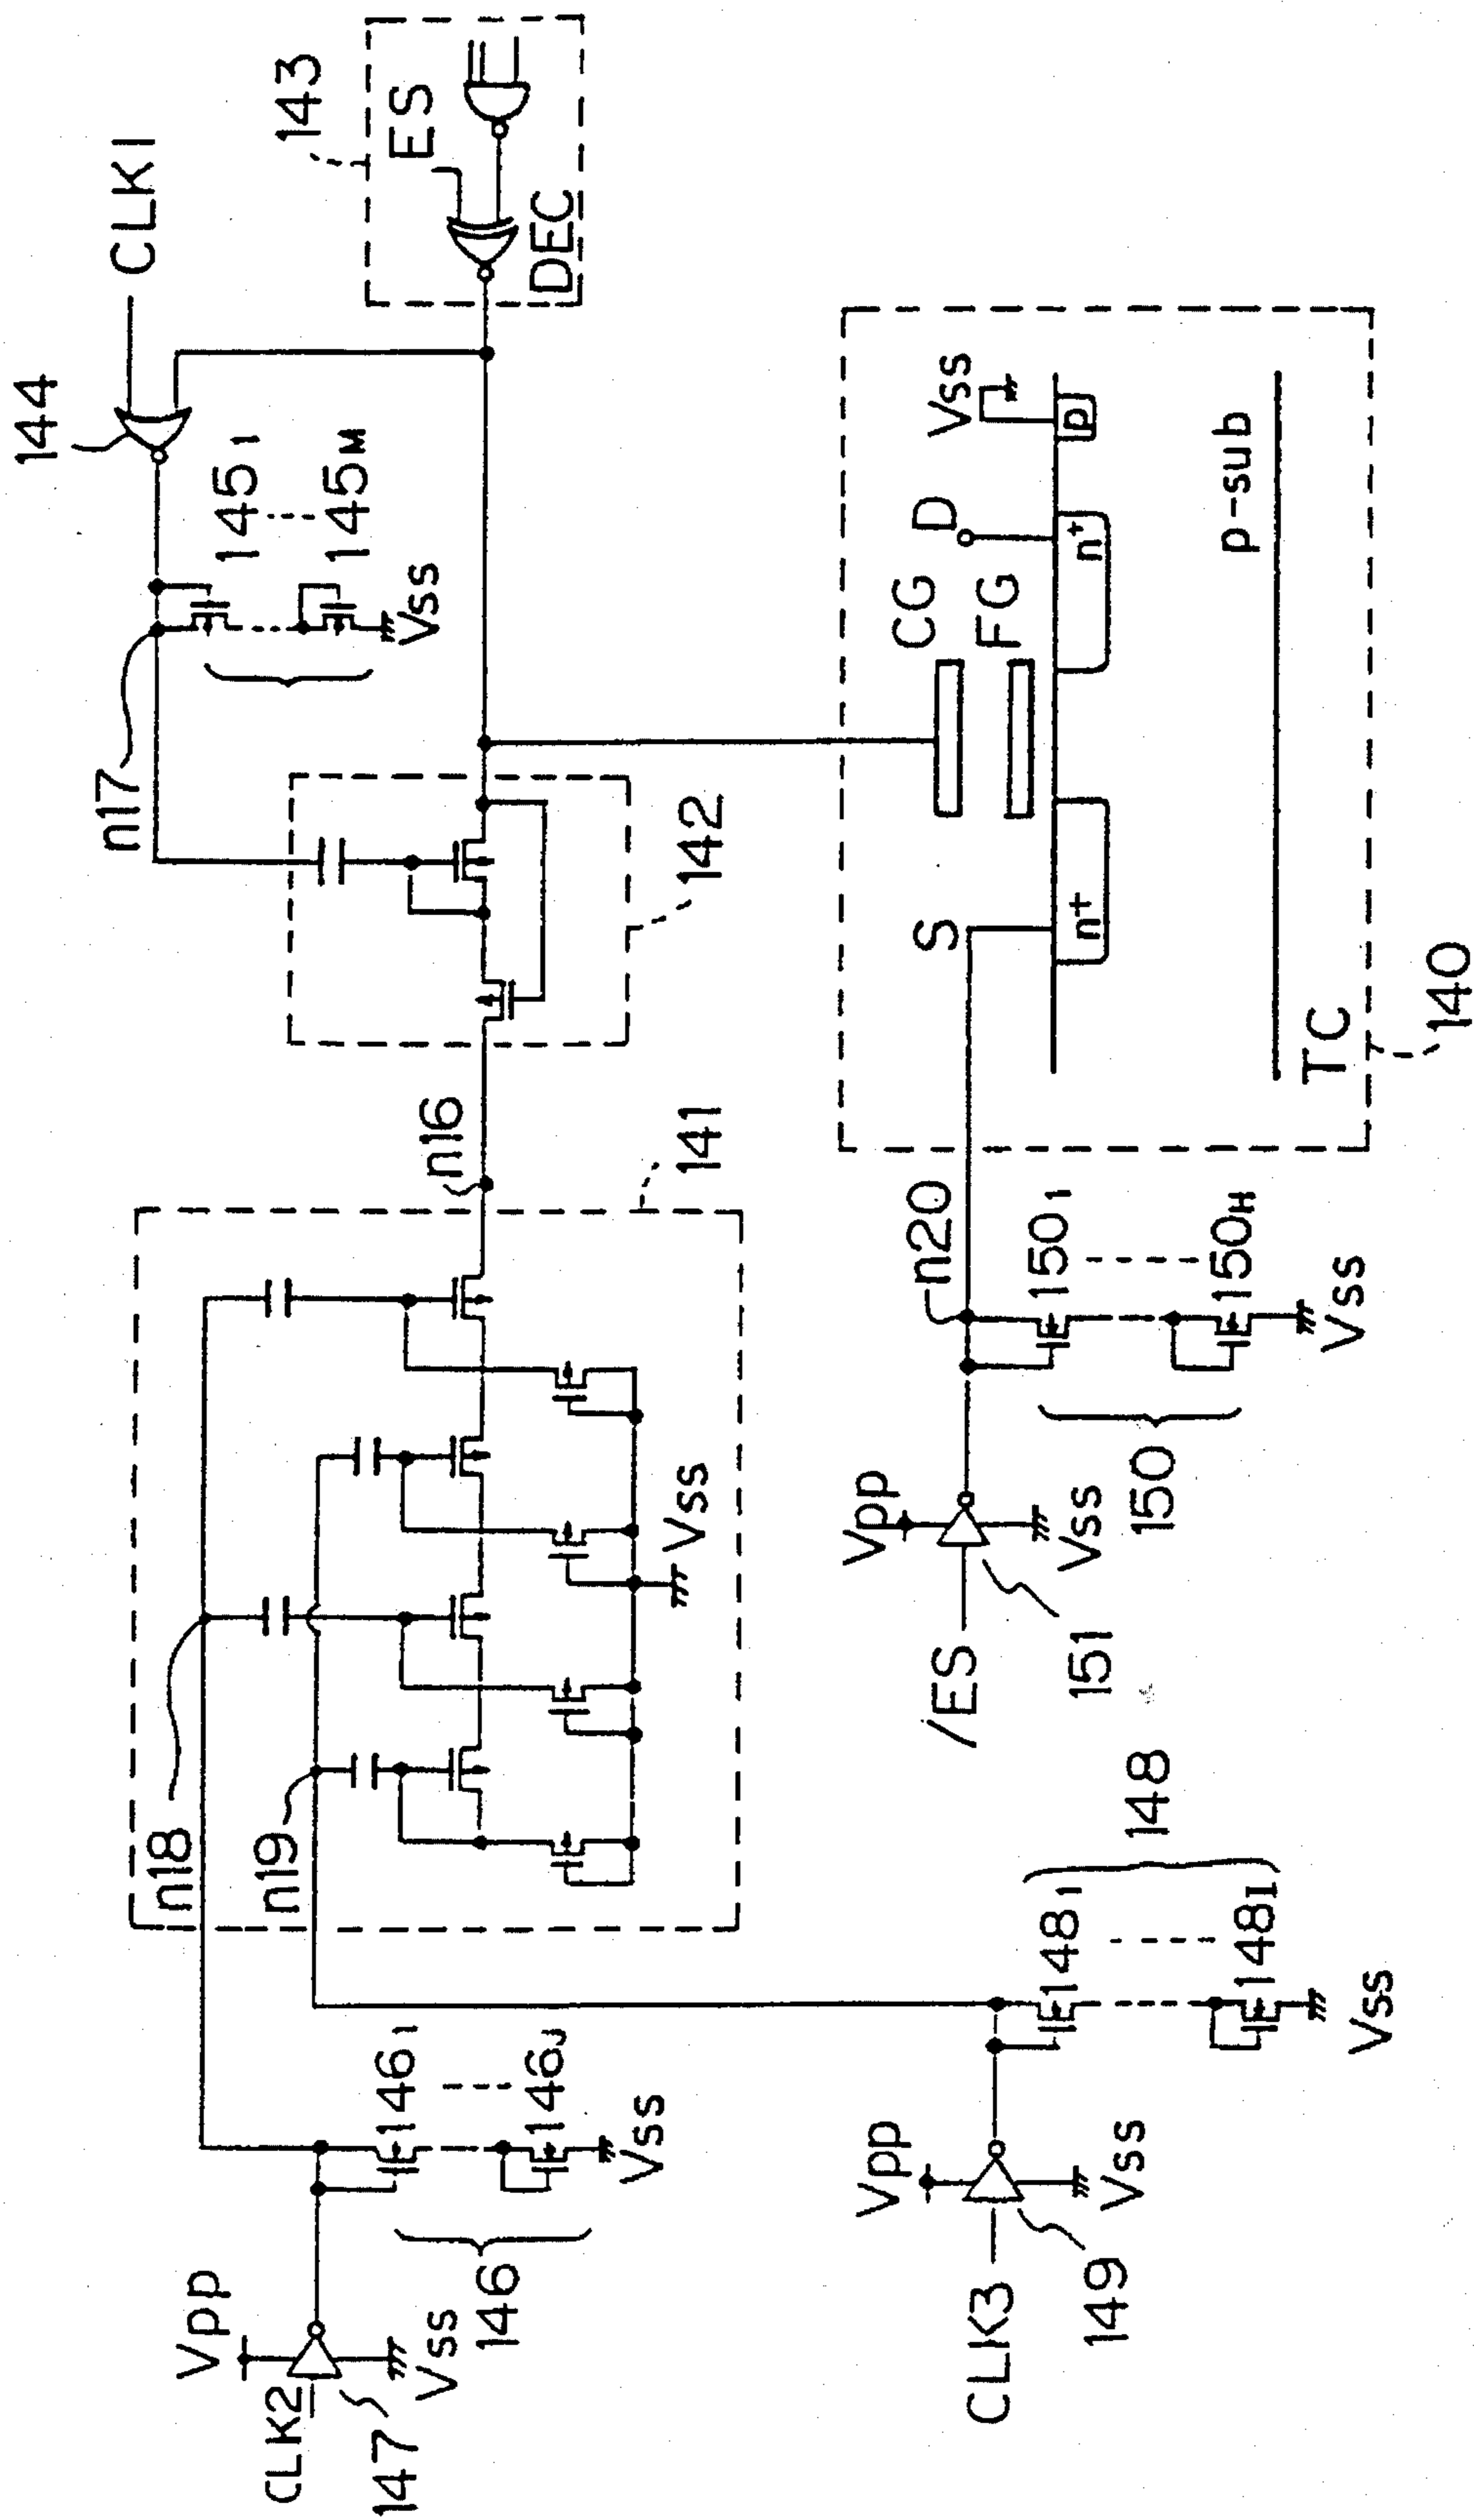 144
CLK1
143
ES
DEC
n17
145₁
145M
Vss
142
n16
141
n18
n19
Vss
Vpp
CLK2
147
Vss
146₁
146J
146
Vss
Vpp
CLK3
149
Vss
148₁
148I
148
Vss
/ES
151
Vpp
Vss
n20
150₁
150H
150
Vss
S
CG
FG
D
Vss
n+
n+
p
p-sub
TC
140